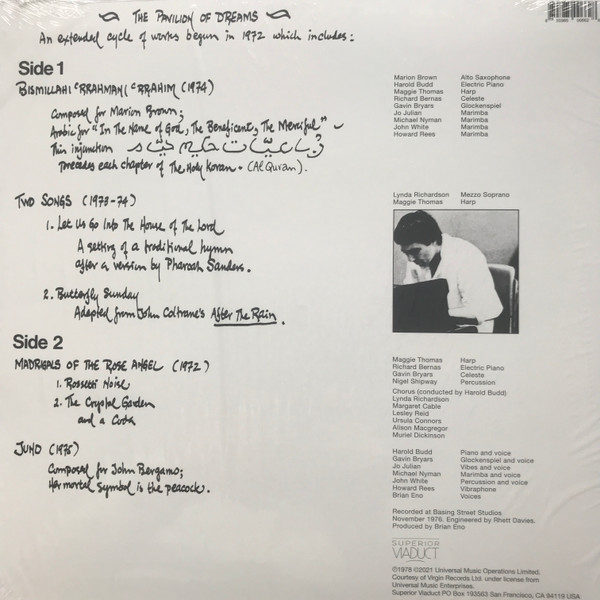 THE PAVILION OF DREAMS
An extended cycle of works begun in 1972 which includes:
Side 1
BISMILLAHI 'RRAHMANI 'RRAHIM (1974)
Composed for Marion Brown;
Arabic for "In The Name of God, The Beneficent, The Merciful" –
This injunction
precedes each chapter of The Holy Koran. (Al Qur'an).
TWO SONGS (1973-74)
1. Let Us Go Into The House of The Lord
A setting of a traditional hymn
after a version by Pharoah Sanders.
2. Butterfly Sunday
Adapted from John Coltrane's After The Rain.
Side 2
MADRIGALS OF THE ROSE ANGEL (1972)
1. Rossetti Noise
2. The Crystal Garden
and a Coda
JUNO (1975)
Composed for John Bergamo;
Her mortal symbol is the peacock.
Marion Brown Alto Saxophone
Harold Budd Electric Piano
Maggie Thomas Harp
Richard Bernas Celeste
Gavin Bryars Glockenspiel
Jo Julian Marimba
Michael Nyman Marimba
John White Marimba
Howard Rees Marimba
Lynda Richardson Mezzo Soprano
Maggie Thomas Harp
Maggie Thomas Harp
Richard Bernas Electric Piano
Gavin Bryars Celeste
Nigel Shipway Percussion
Chorus (conducted by Harold Budd)
Lynda Richardson
Margaret Cable
Lesley Reid
Ursula Connors
Alison Macgregor
Muriel Dickinson
Harold Budd Piano and voice
Gavin Bryars Glockenspiel and voice
Jo Julian Vibes and voice
Michael Nyman Marimba and voice
John White Percussion and voice
Howard Rees Vibraphone
Brian Eno Voices
Recorded at Basing Street Studios
November 1976. Engineered by Rhett Davies.
Produced by Brian Eno
SUPERIOR
VIADUCT
©1978 ©2021 Universal Music Operations Limited.
Courtesy of Virgin Records Ltd. under license from
Universal Music Enterprises.
Superior Viaduct PO Box 193563 San Francisco, CA 94119 USA